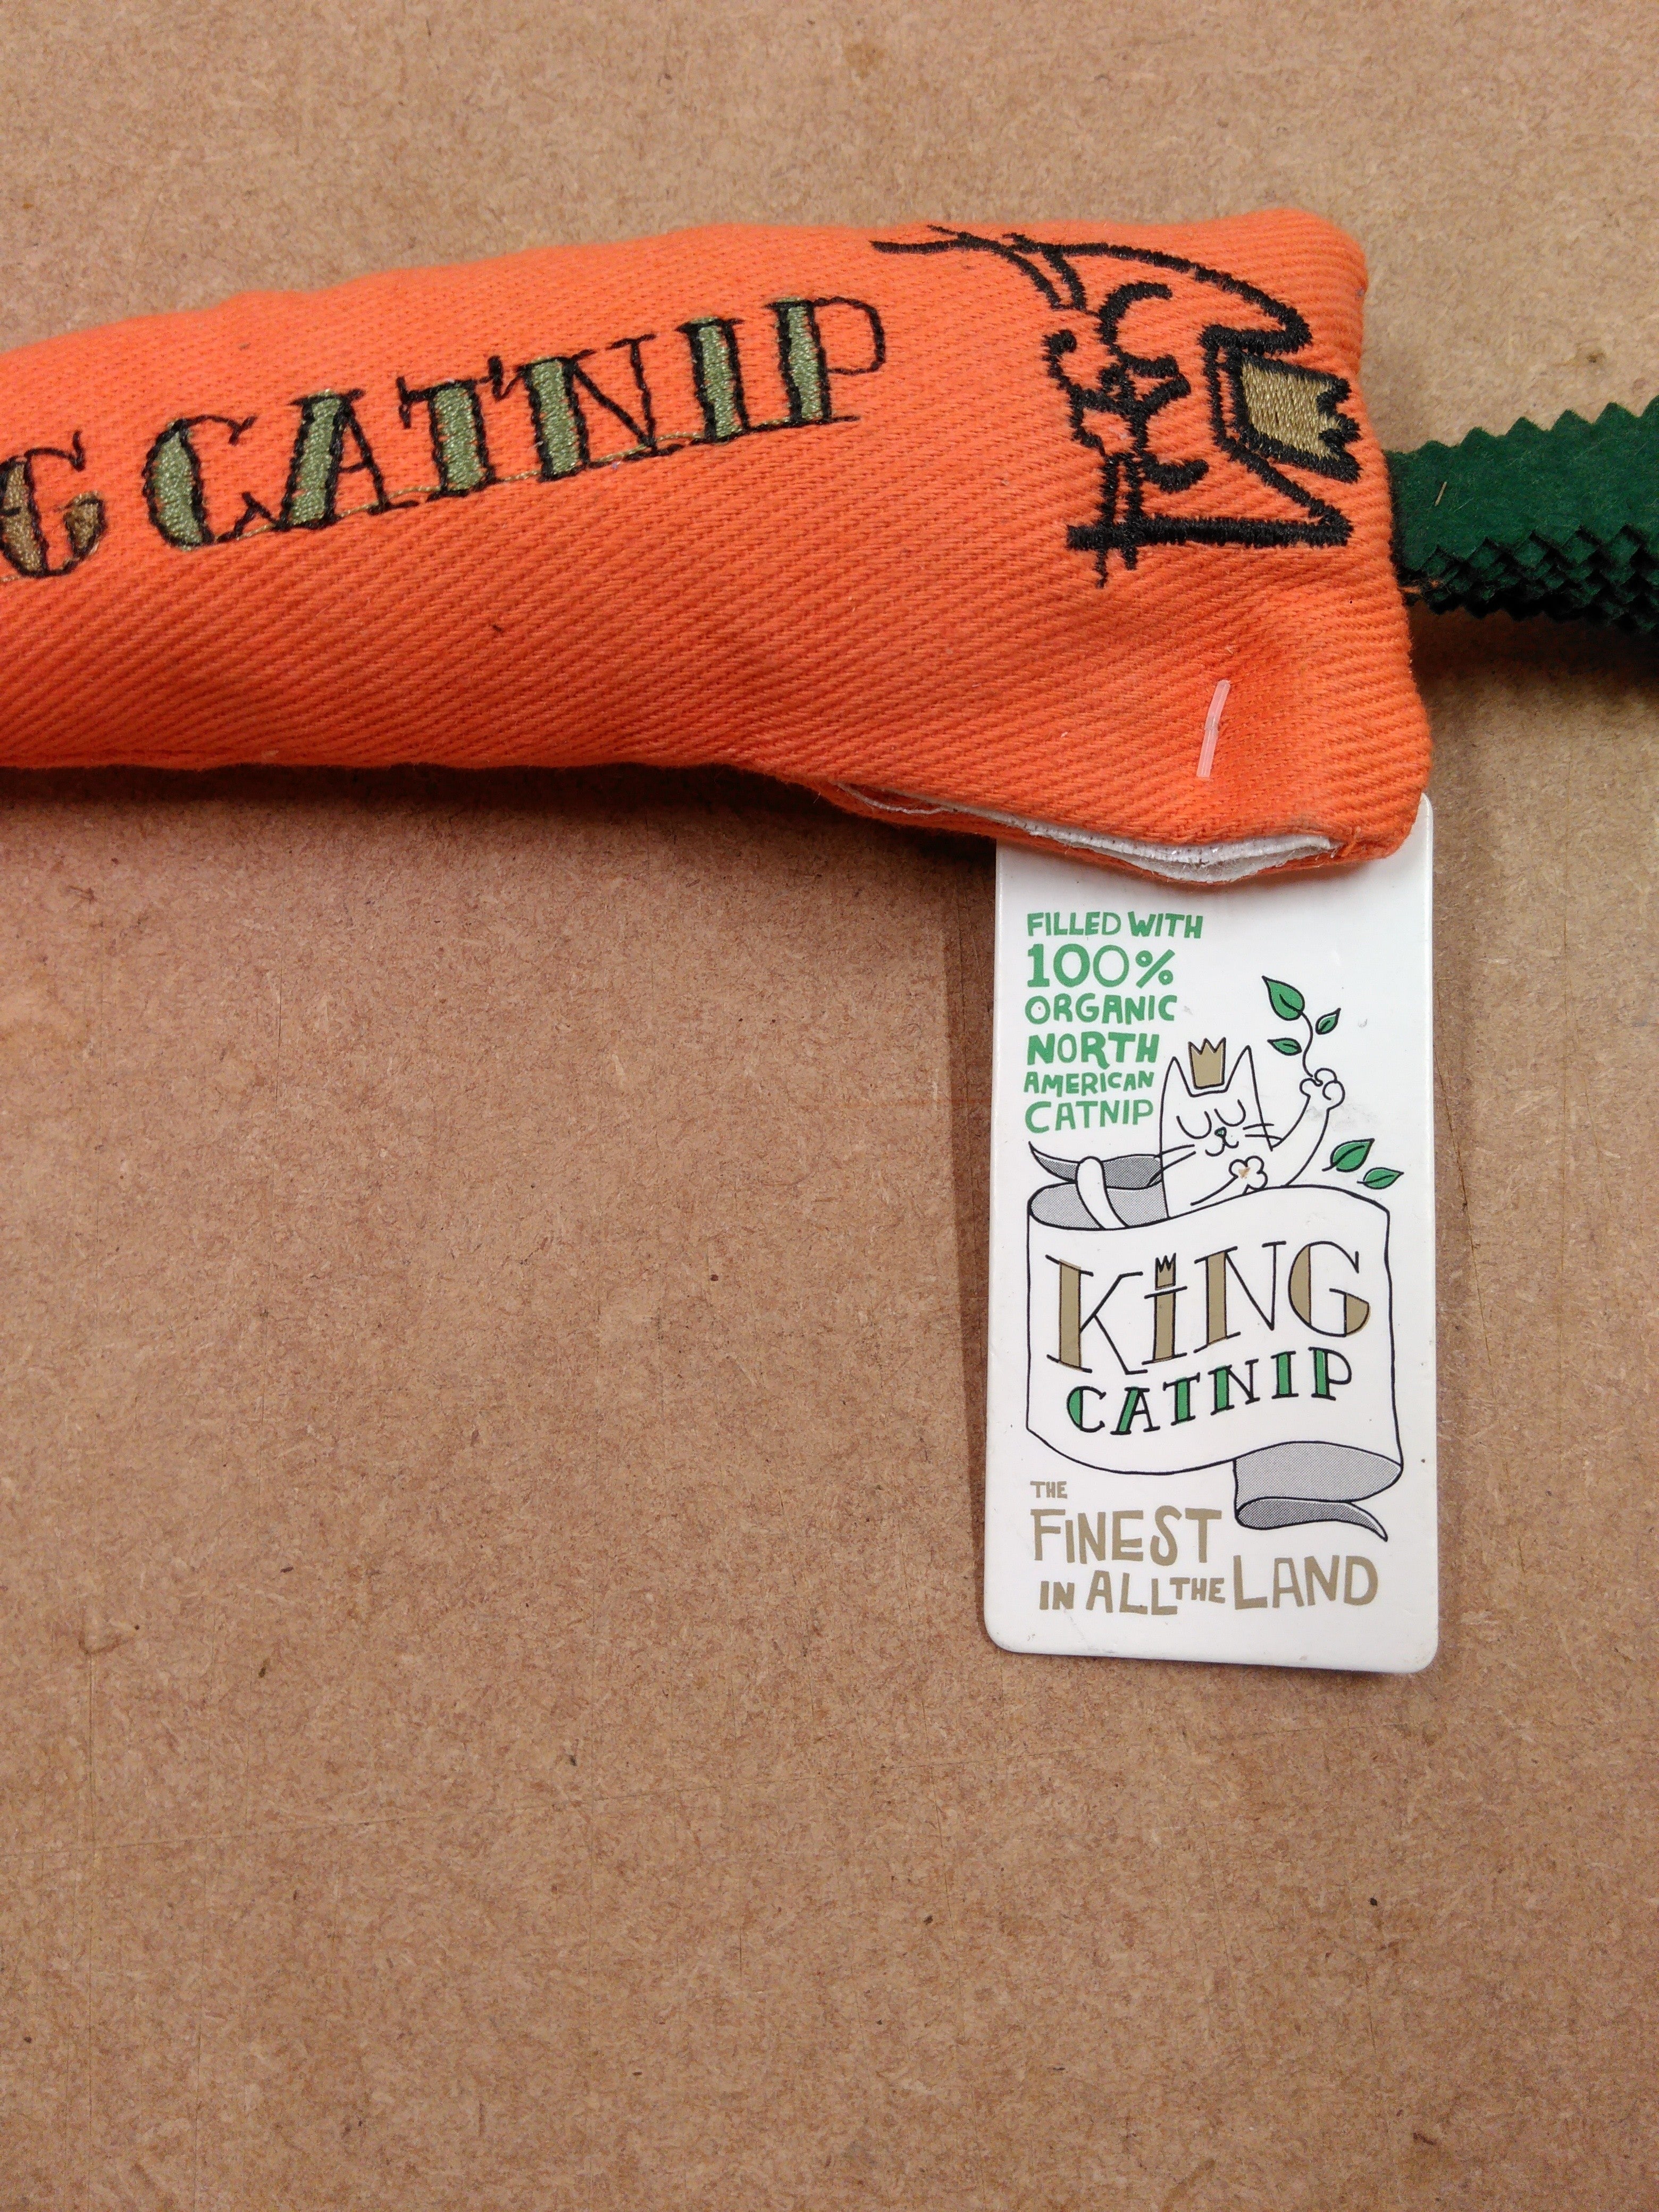 G CATNIP
FILLED WITH
100%
ORGANIC
NORTH
AMERICAN
CATNIP
KiNG
CATNIP
THE
FINEST
IN ALL THE LAND